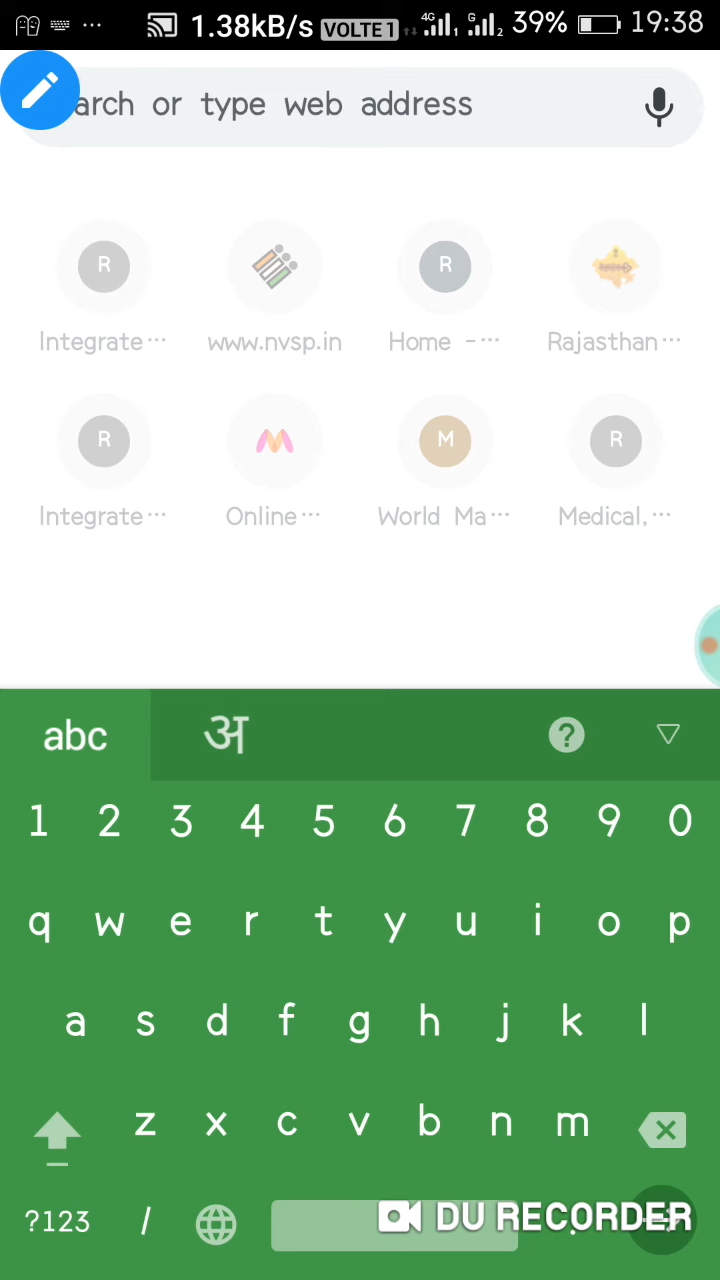 1.38kB/s VOLTE 1 4G 1 G 2 39% 19:38
arch or type web address
R R
Integrate… www.nvsp.in Home -… Rajasthan…
R M R
Integrate… Online… World Ma… Medical,…
abc अ ?
1 2 3 4 5 6 7 8 9 0
q w e r t y u i o p
a s d f g h j k l
z x c v b n m
?123 / . DU RECORDER